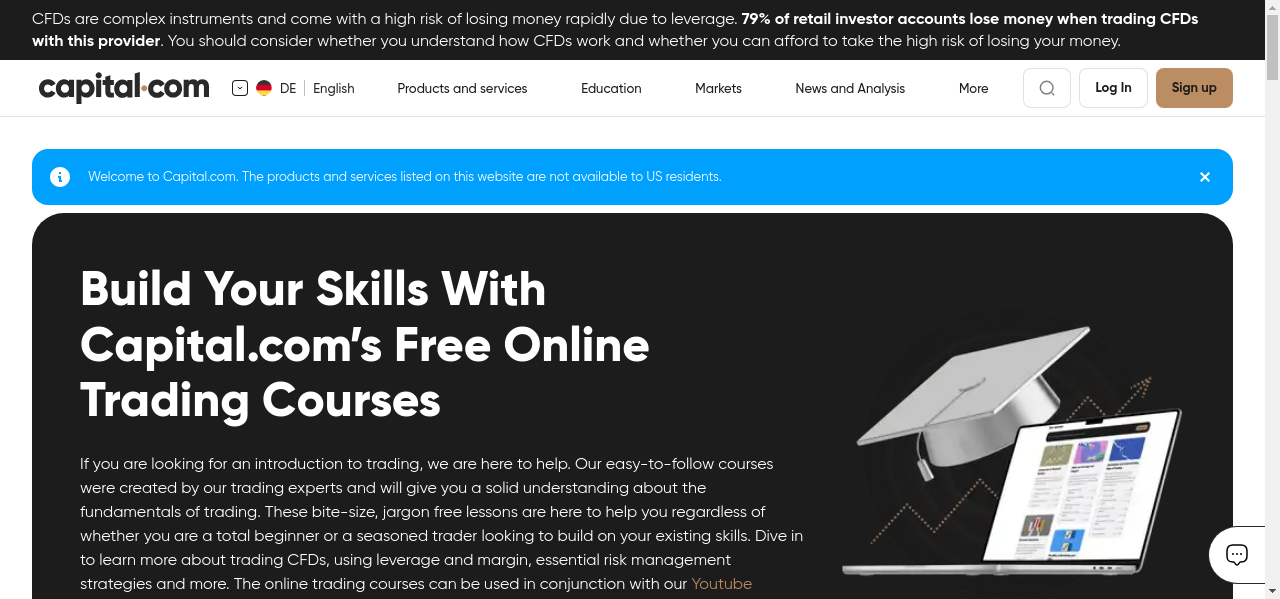 CFDs are complex instruments and come with a high risk of losing money rapidly due to leverage. 79% of retail investor accounts lose money when trading CFDs
with this provider. You should consider whether you understand how CFDs work and whether you can afford to take the high risk of losing your money.
capital.com DE English Products and services Education Markets News and Analysis More Log In Sign up
Welcome to Capital.com. The products and services listed on this website are not available to US residents.
Build Your Skills With
Capital.com’s Free Online
Trading Courses
If you are looking for an introduction to trading, we are here to help. Our easy-to-follow courses
were created by our trading experts and will give you a solid understanding about the
fundamentals of trading. These bite-size, jargon free lessons are here to help you regardless of
whether you are a total beginner or a seasoned trader looking to build on your existing skills. Dive in
to learn more about trading CFDs, using leverage and margin, essential risk management
strategies and more. The online trading courses can be used in conjunction with our Youtube